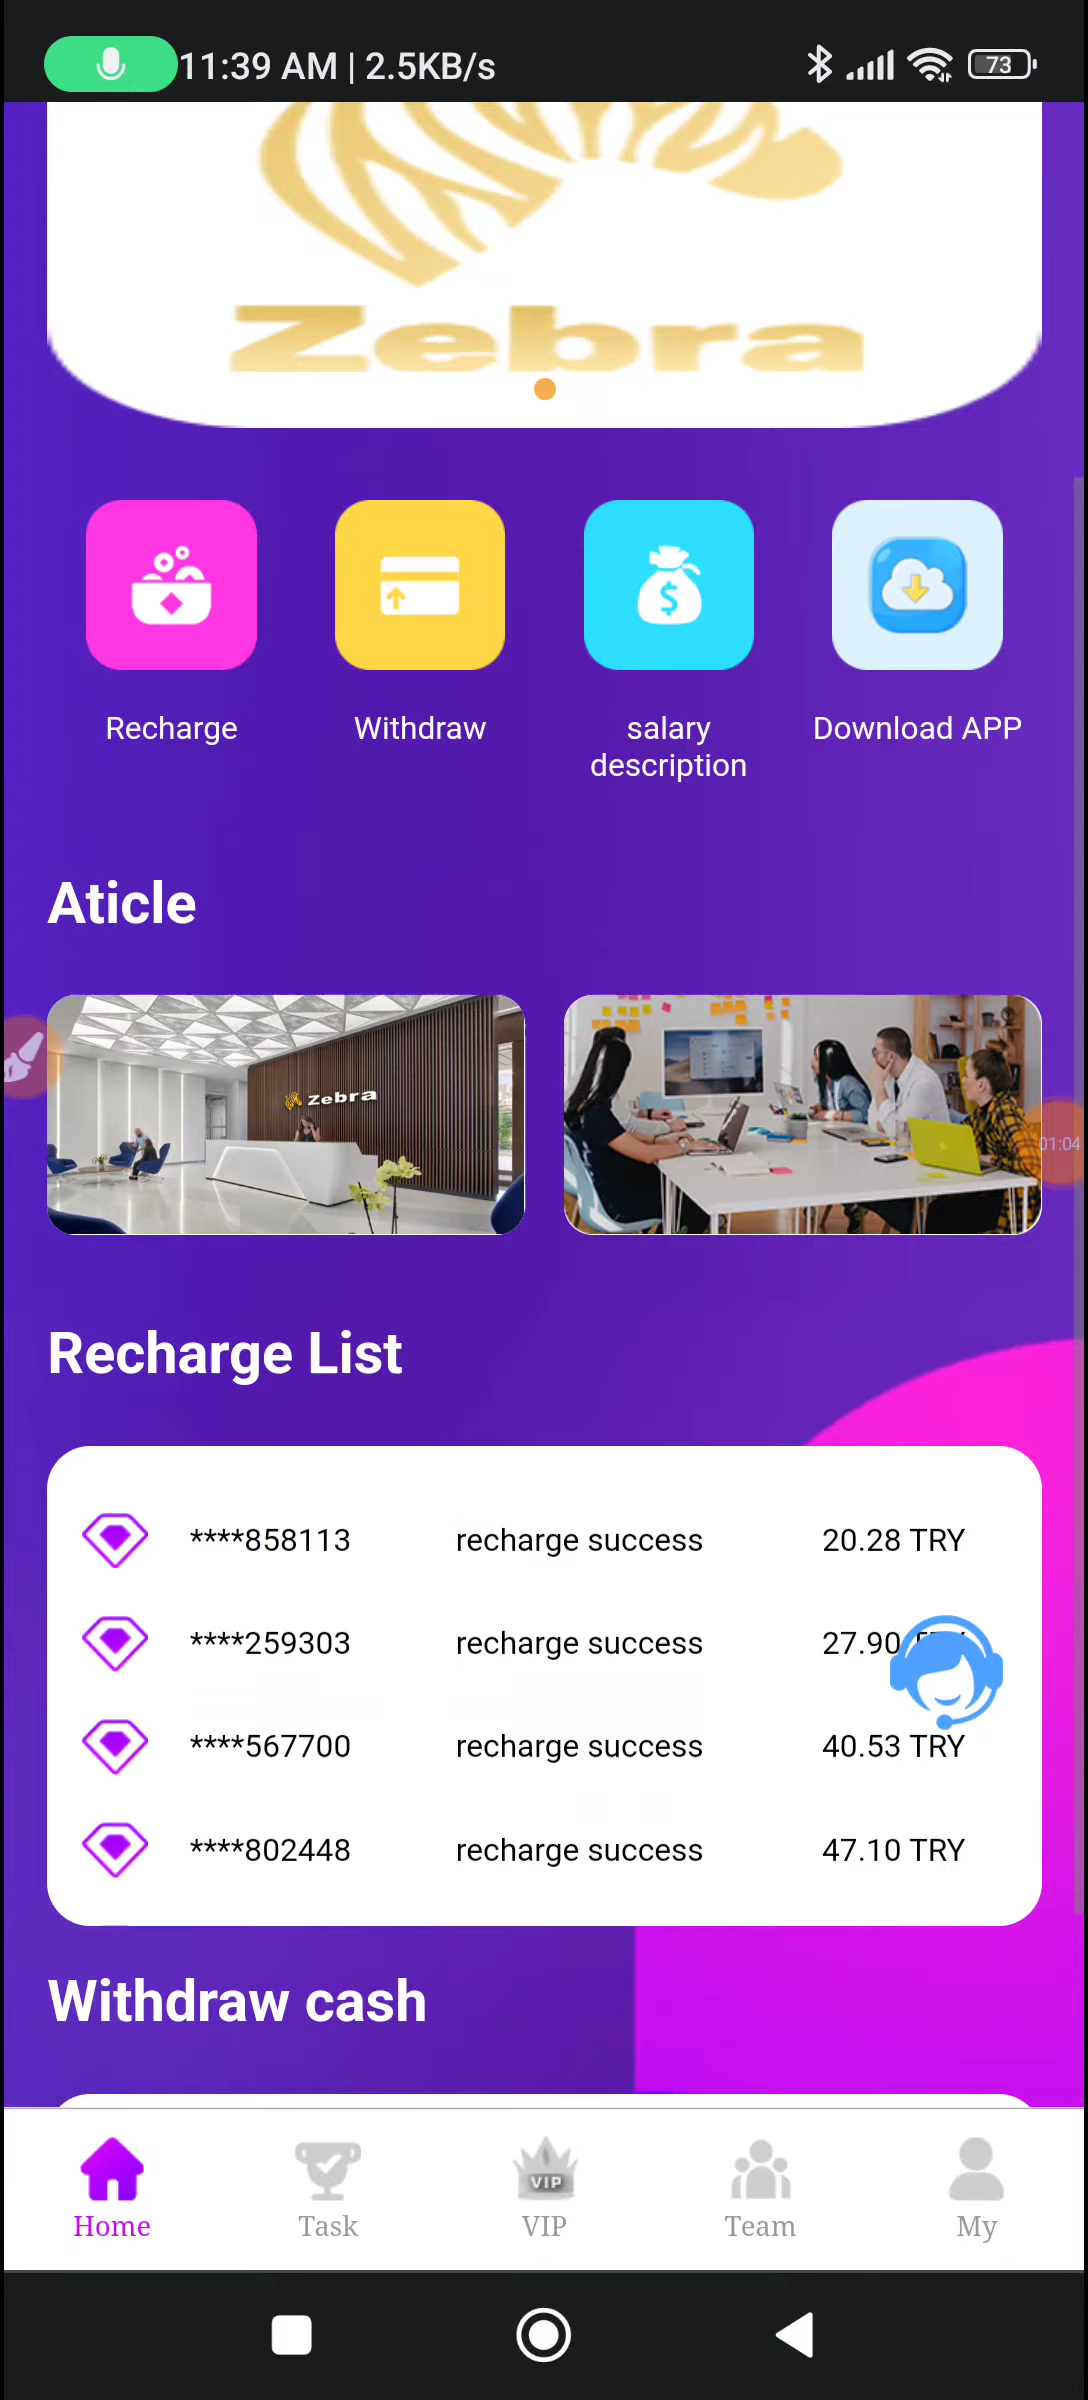 11:39 AM | 2.5KB/s
73
Zebra
Recharge
Withdraw
salary
description
Download APP
Aticle
Zebra
01:04
Recharge List
****858113 recharge success 20.28 TRY
****259303 recharge success 27.90
****567700 recharge success 40.53 TRY
****802448 recharge success 47.10 TRY
Withdraw cash
VIP
Home
Task
VIP
Team
My